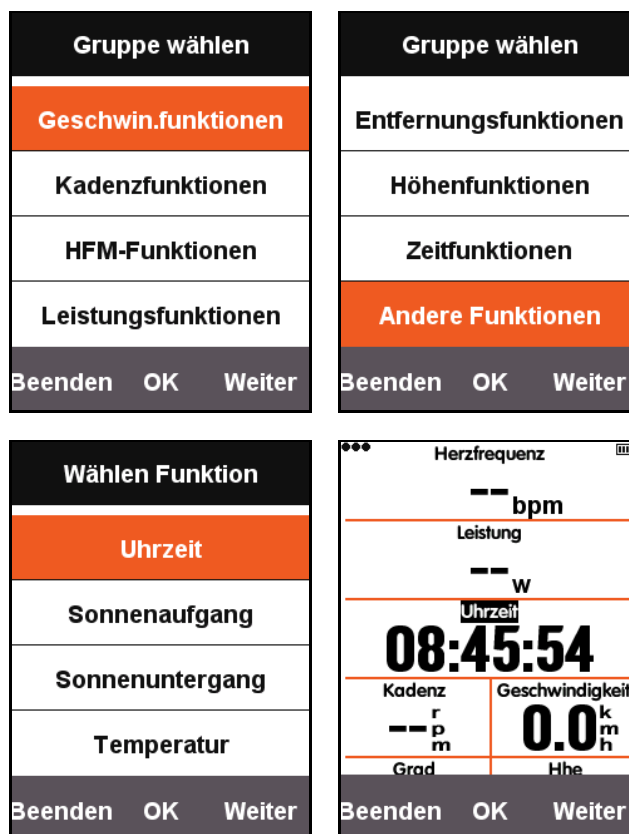 Gruppe wählen
Geschwin.funktionen
Kadenzfunktionen
HFM-Funktionen
Leistungsfunktionen
Beenden OK Weiter
Gruppe wählen
Entfernungsfunktionen
Höhenfunktionen
Zeitfunktionen
Andere Funktionen
Beenden OK Weiter
Wählen Funktion
Uhrzeit
Sonnenaufgang
Sonnenuntergang
Temperatur
Beenden OK Weiter
Herzfrequenz
--bpm
Leistung
--w
Uhrzeit
08:45:54
Kadenz Geschwindigkeit
--rpm 0.0kmh
Grad Hhe
Beenden OK Weiter